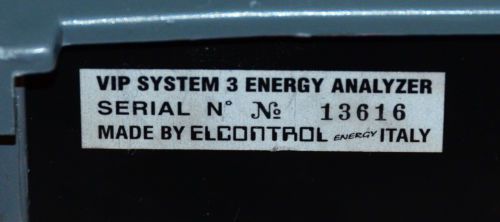 VIP SYSTEM 3 ENERGY ANALYZER
SERIAL N° № 13616
MADE BY ELCONTROL ENERGY ITALY